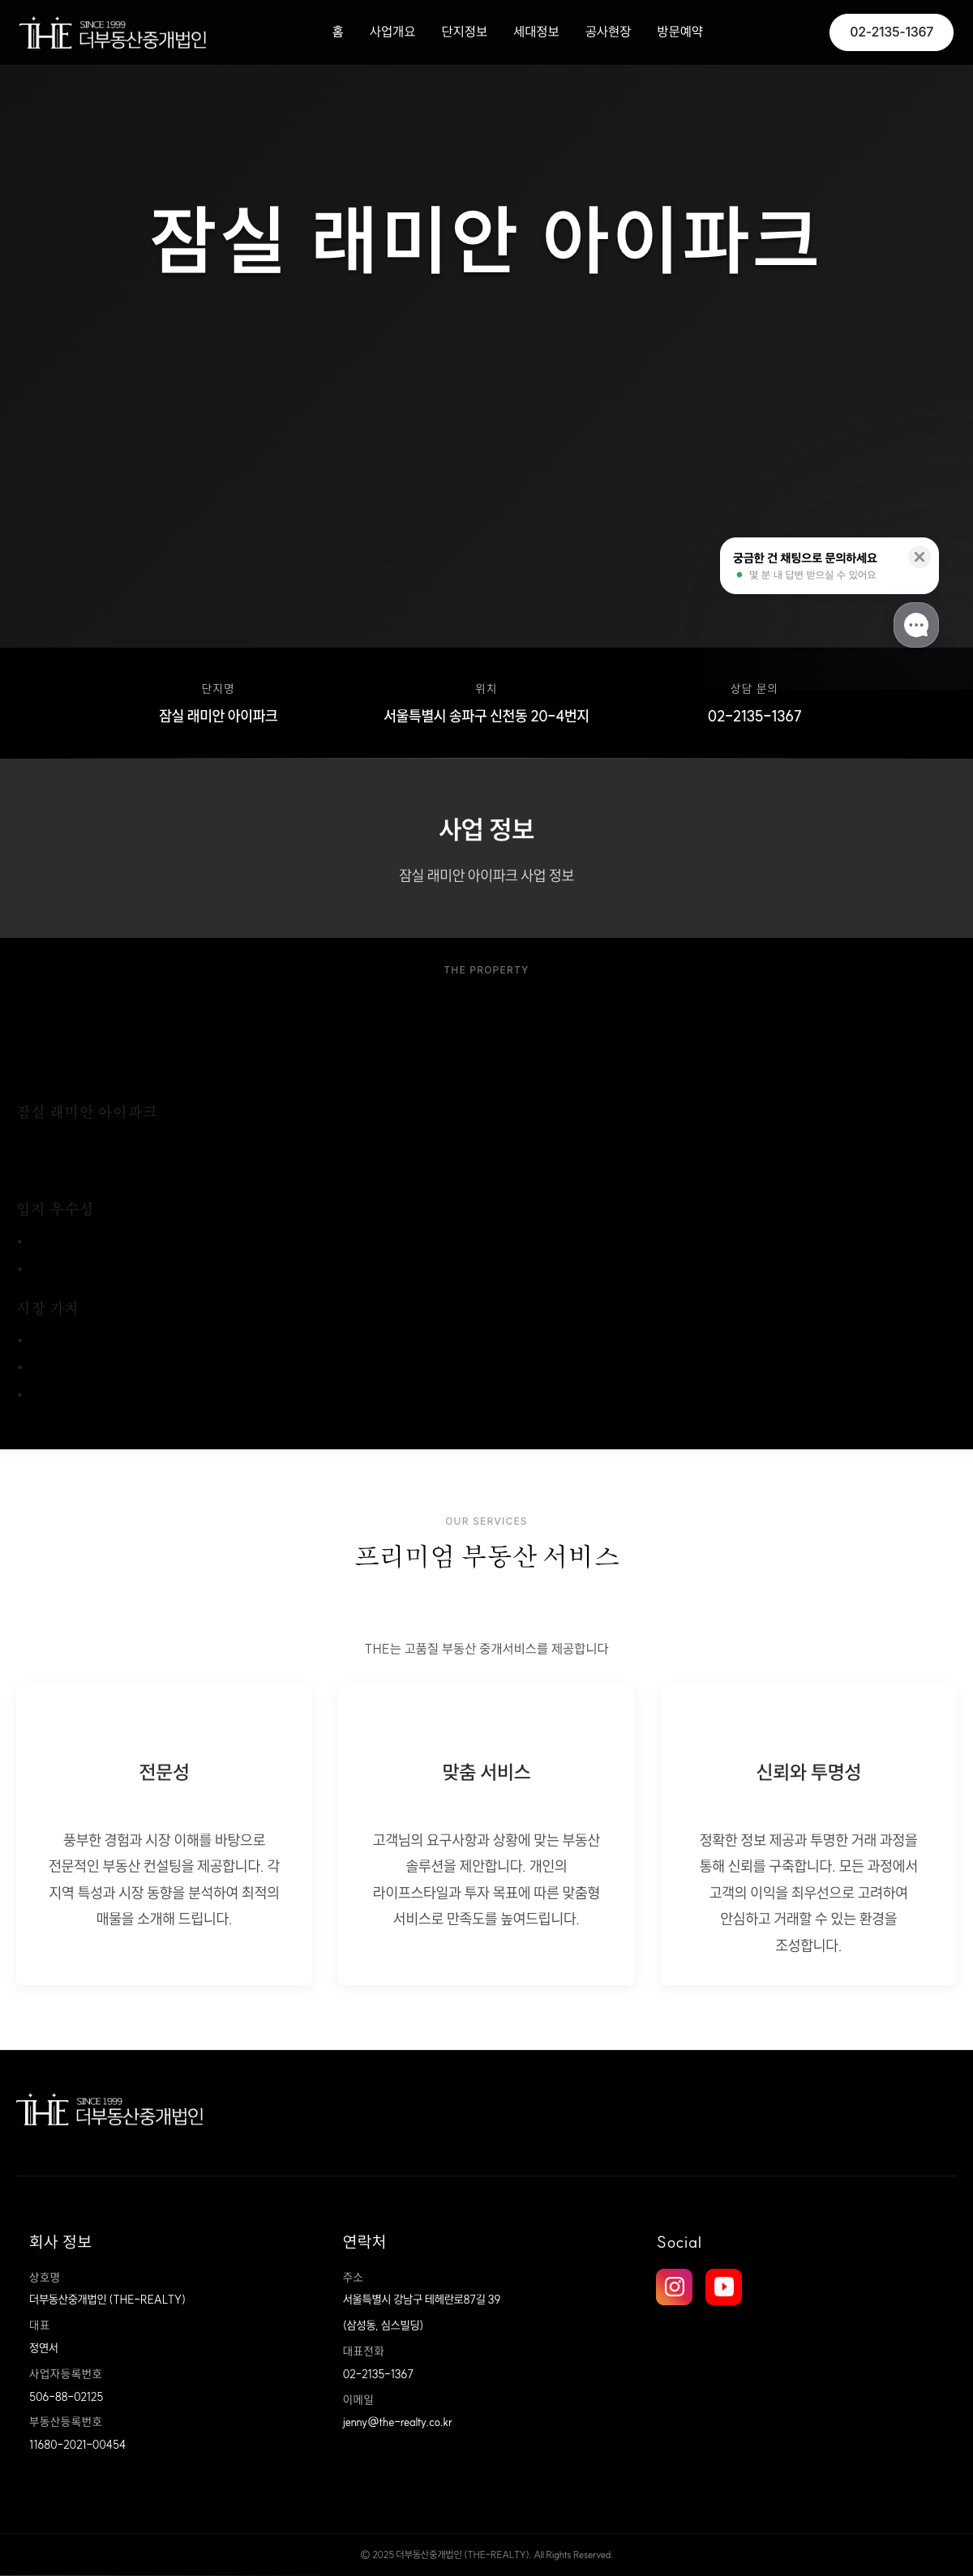 THE SINCE 1999 더부동산중개법인
홈 사업개요 단지정보 세대정보 공사현장 방문예약
02-2135-1367
잠실 래미안 아이파크
궁금한 건 채팅으로 문의하세요
몇 분 내 답변 받으실 수 있어요
단지명
잠실 래미안 아이파크
위치
서울특별시 송파구 신천동 20-4번지
상담 문의
02-2135-1367
사업 정보
잠실 래미안 아이파크 사업 정보
THE PROPERTY
잠실 래미안 아이파크
입지 우수성
시장 가치
OUR SERVICES
프리미엄 부동산 서비스
THE는 고품질 부동산 중개서비스를 제공합니다
전문성
풍부한 경험과 시장 이해를 바탕으로
전문적인 부동산 컨설팅을 제공합니다. 각
지역 특성과 시장 동향을 분석하여 최적의
매물을 소개해 드립니다.
맞춤 서비스
고객님의 요구사항과 상황에 맞는 부동산
솔루션을 제안합니다. 개인의
라이프스타일과 투자 목표에 따른 맞춤형
서비스로 만족도를 높여드립니다.
신뢰와 투명성
정확한 정보 제공과 투명한 거래 과정을
통해 신뢰를 구축합니다. 모든 과정에서
고객의 이익을 최우선으로 고려하여
안심하고 거래할 수 있는 환경을
조성합니다.
THE SINCE 1999 더부동산중개법인
회사 정보
상호명
더부동산중개법인 (THE-REALTY)
대표
정연서
사업자등록번호
506-88-02125
부동산등록번호
11680-2021-00454
연락처
주소
서울특별시 강남구 테헤란로87길 39
(삼성동, 심스빌딩)
대표전화
02-2135-1367
이메일
jenny@the-realty.co.kr
Social
© 2025 더부동산중개법인 (THE-REALTY). All Rights Reserved.